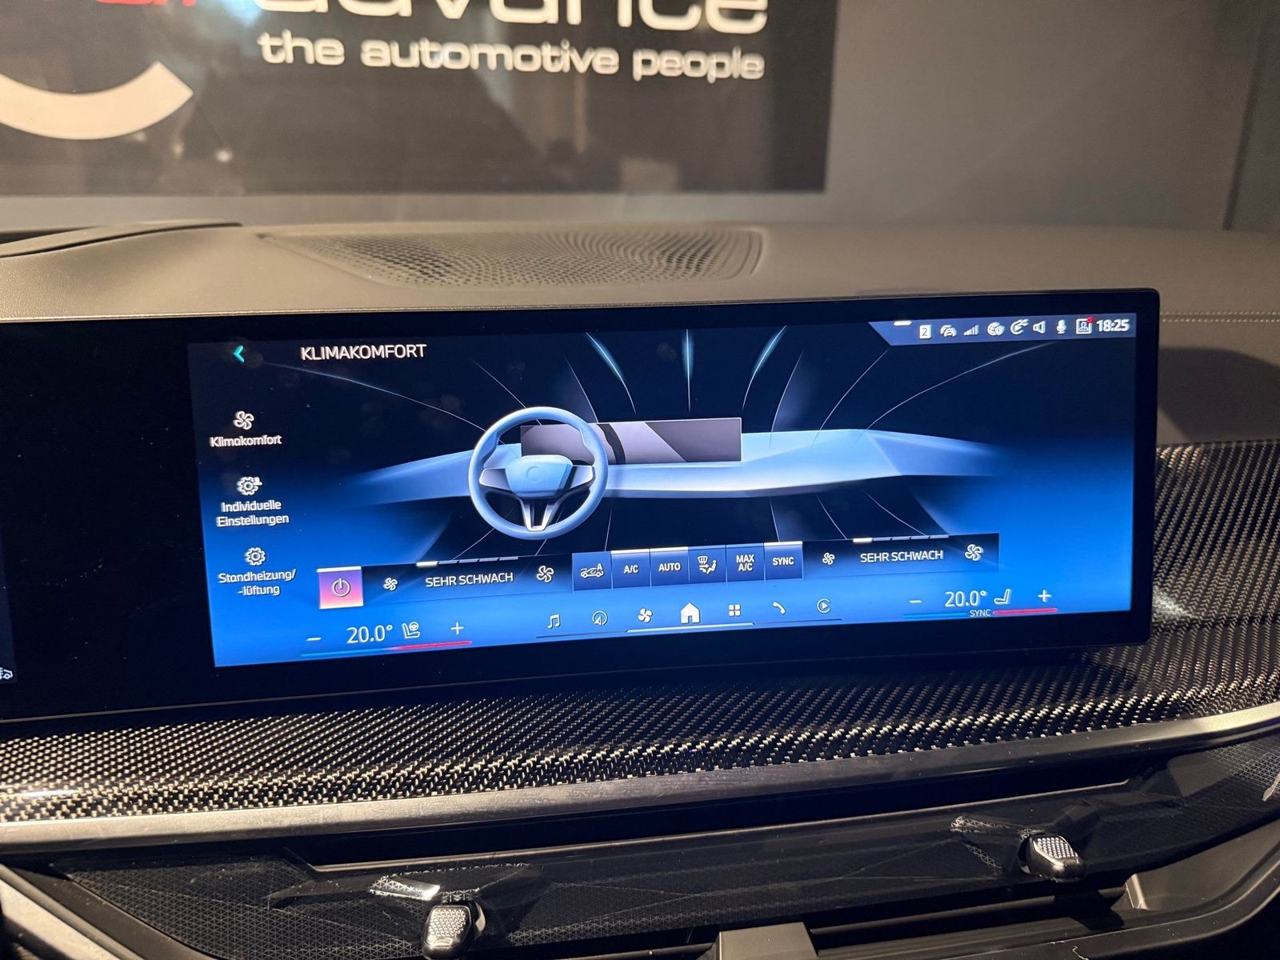 advance
the automotive people
2
18:25
KLIMAKOMFORT
Klimakomfort
Individuelle
Einstellungen
Standheizung/
-lüftung
SEHR SCHWACH
A
A/C
AUTO
MAX
A/C
SYNC
SEHR SCHWACH
− 20.0° +
− 20.0° +
SYNC